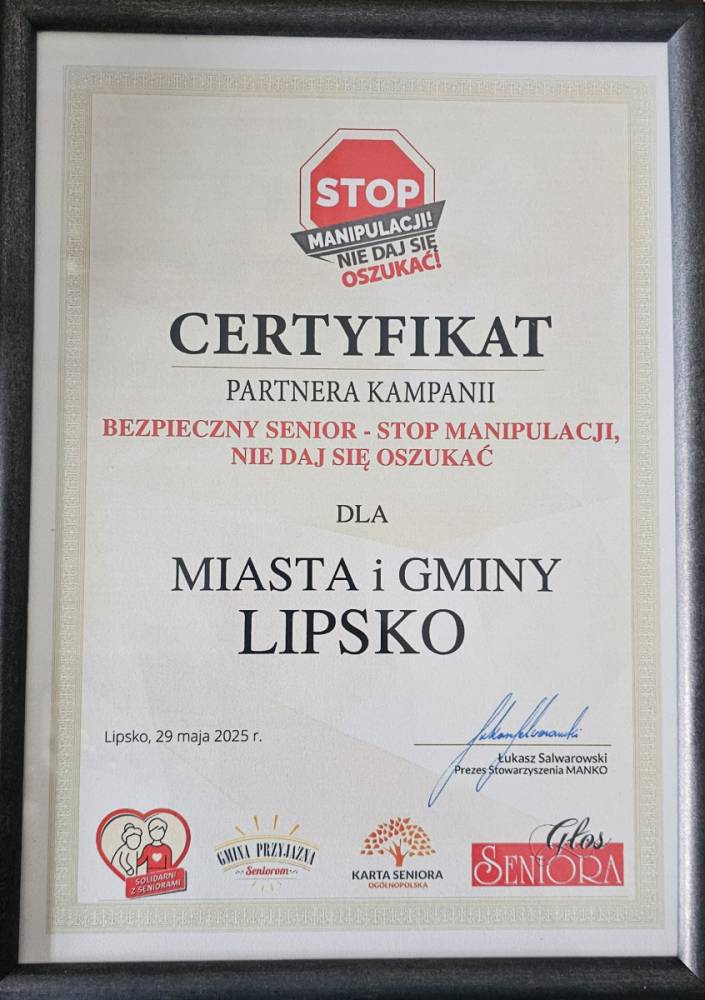 STOP
MANIPULACJI!
NIE DAJ SIĘ
OSZUKAĆ!
CERTYFIKAT
PARTNERA KAMPANII
BEZPIECZNY SENIOR - STOP MANIPULACJI,
NIE DAJ SIĘ OSZUKAĆ
DLA
MIASTA i GMINY
LIPSKO
Lipsko, 29 maja 2025 r.
Łukasz Salwarowski
Prezes Stowarzyszenia MANKO
SOLIDARNI
Z SENIORAMI
GMINA PRZYJAZNA
Seniorom
KARTA SENIORA
OGÓLNOPOLSKA
Głos
SENIORA